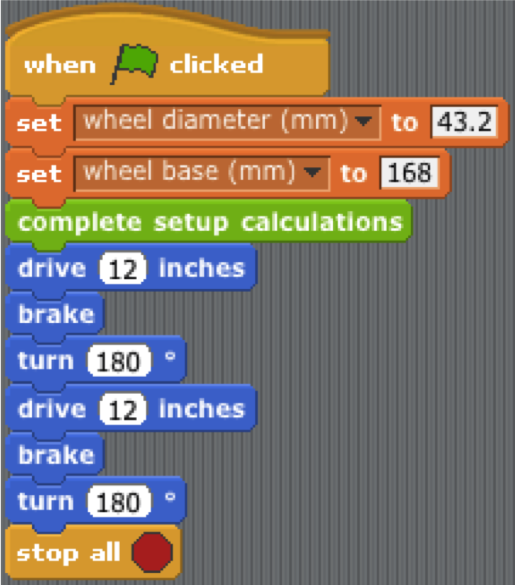 when clicked
set wheel diameter (mm) to 43.2
set wheel base (mm) to 168
complete setup calculations
drive 12 inches
brake
turn 180 °
drive 12 inches
brake
turn 180 °
stop all